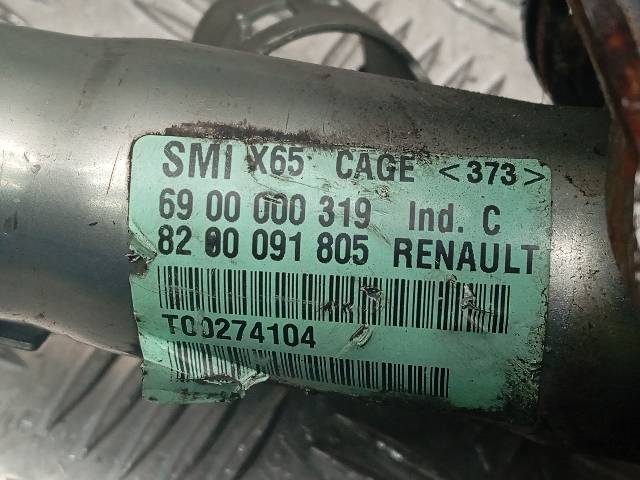 SMI X65 CAGE <373>
69 00 000 319 Ind. C
82 00 091 805 RENAULT
T00274104